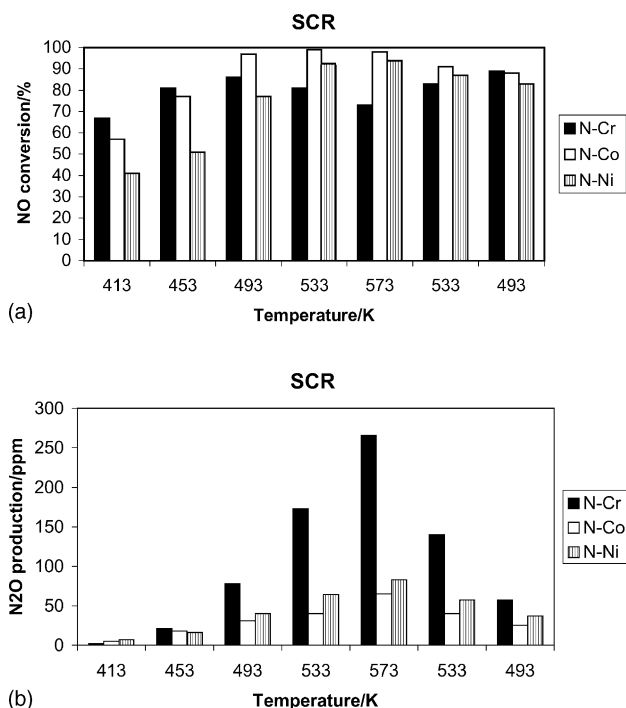 SCR
100
90
80
70
60
50
40
30
20
10
0
NO conversion/%
413 453 493 533 573 533 493
Temperature/K
N-Cr
N-Co
N-Ni
(a)
SCR
300
250
200
150
100
50
0
N2O production/ppm
413 453 493 533 573 533 493
Temperature/K
N-Cr
N-Co
N-Ni
(b)